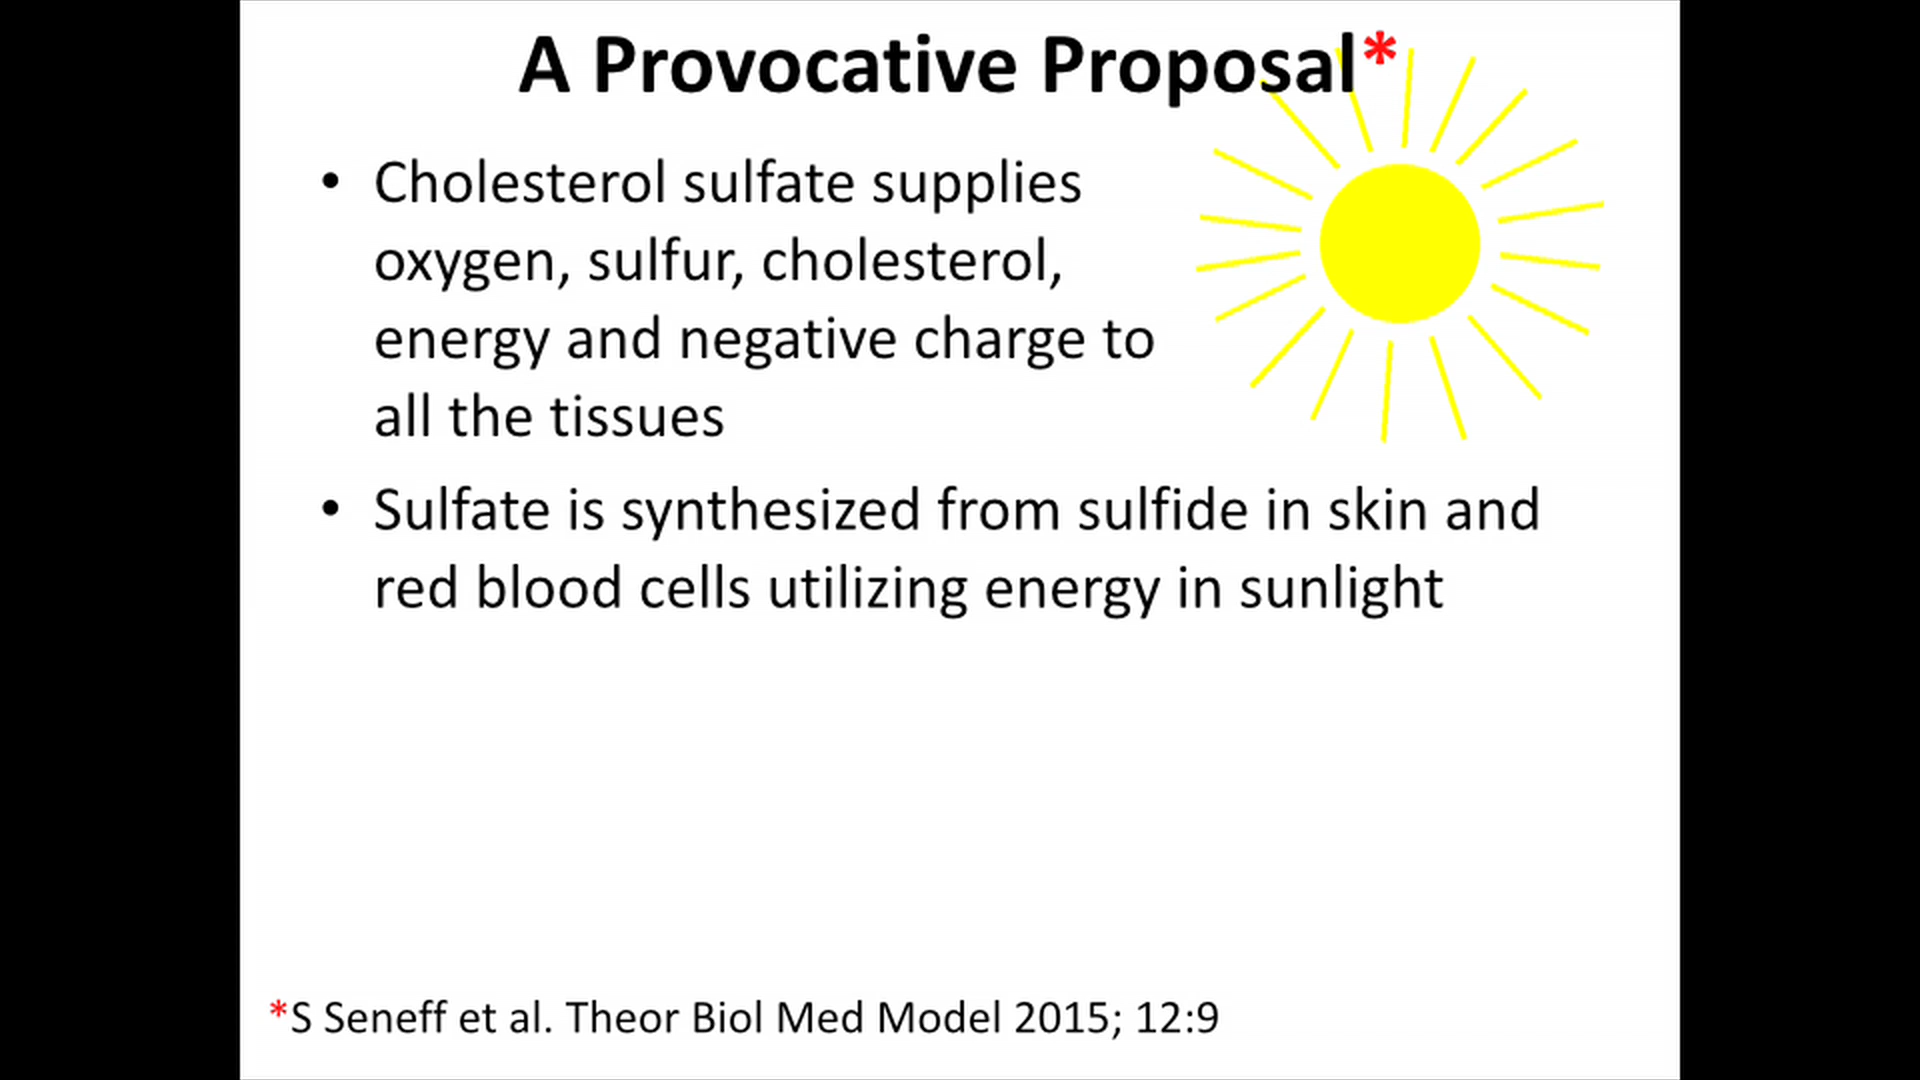 A Provocative Proposal*
• Cholesterol sulfate supplies
oxygen, sulfur, cholesterol,
energy and negative charge to
all the tissues
• Sulfate is synthesized from sulfide in skin and
red blood cells utilizing energy in sunlight
*S Seneff et al. Theor Biol Med Model 2015; 12:9